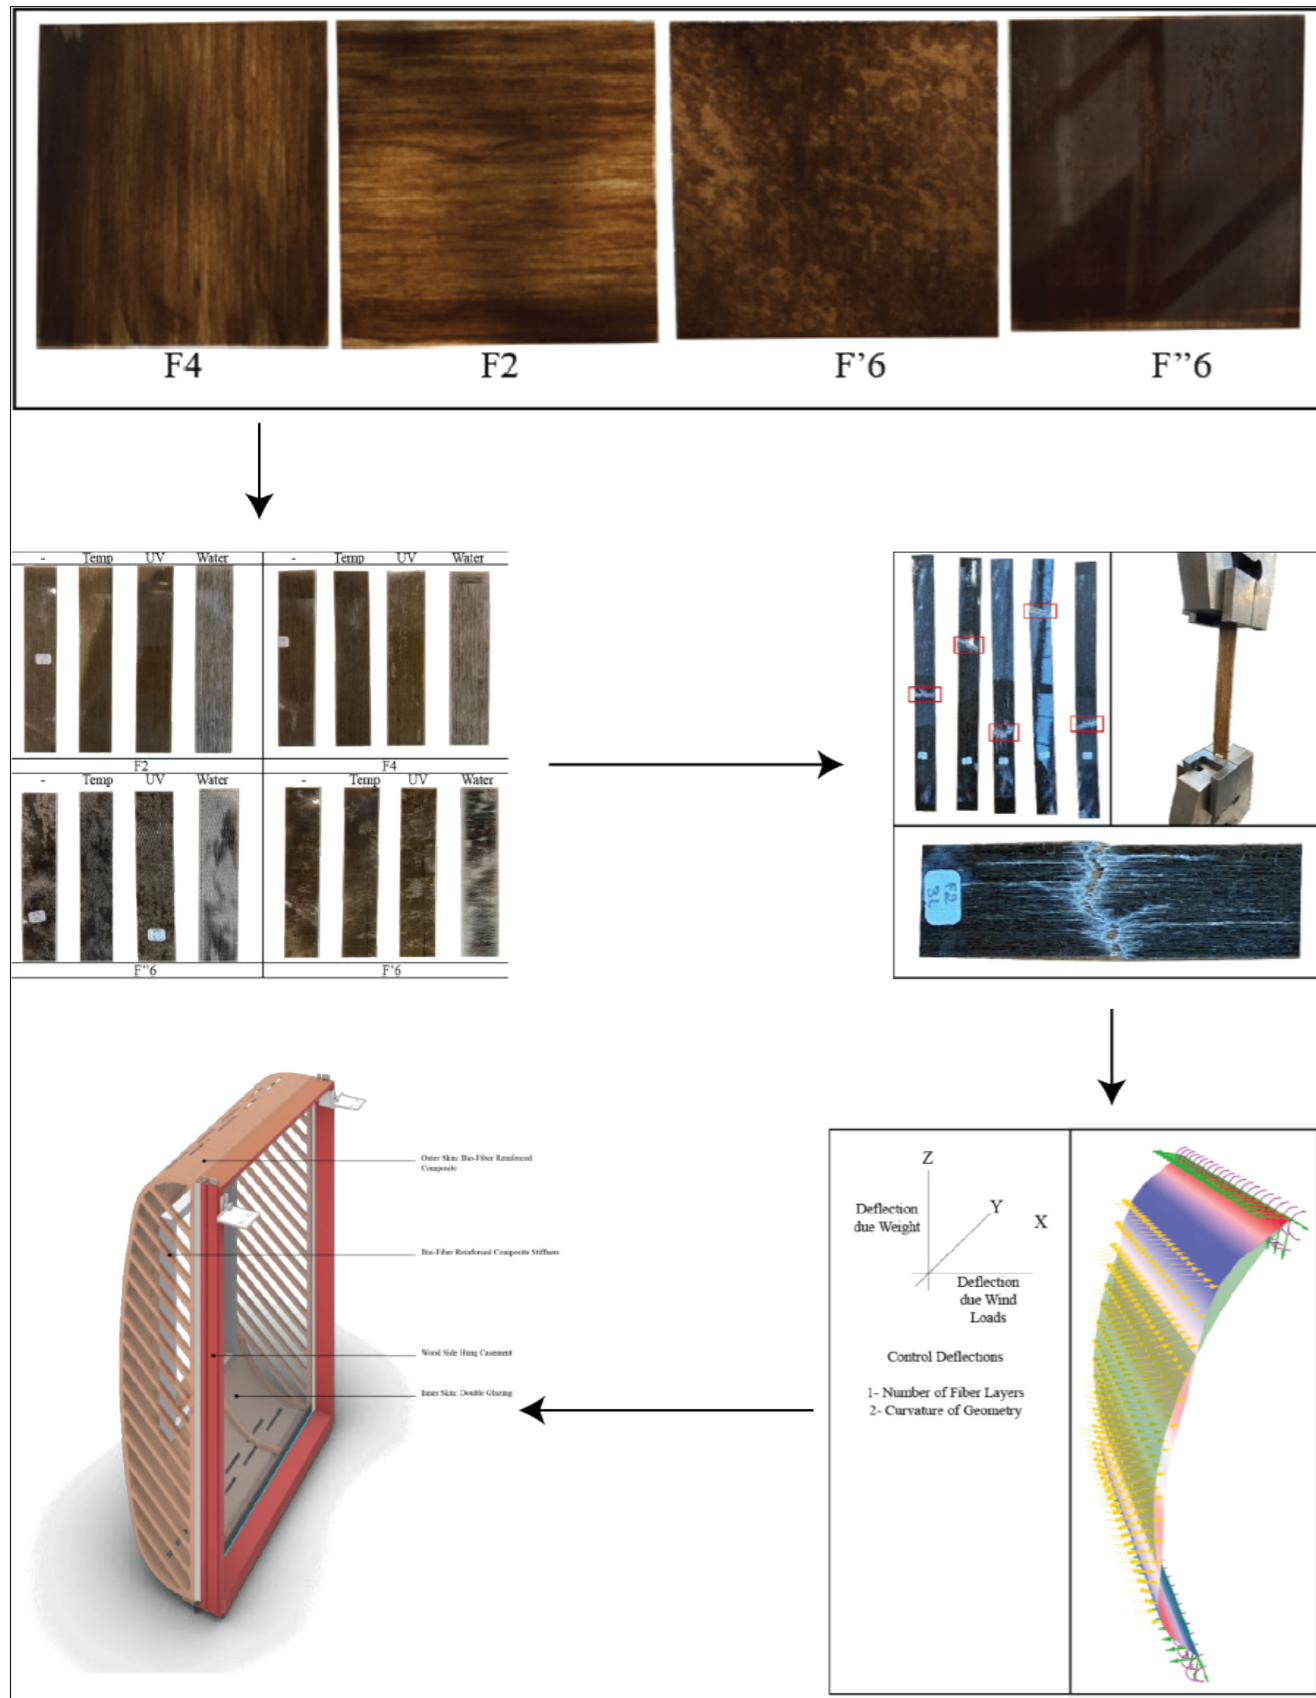 F4 F2 F’6 F’’6
- Temp UV Water - Temp UV Water
F2 F4
- Temp UV Water - Temp UV Water
F’’6 F’6
F2
3L
Z
Y
X
Deflection
due Weight
Deflection
due Wind
Loads
Control Deflections
1- Number of Fiber Layers
2- Curvature of Geometry
Outer Skin: Bio-Fiber Reinforced
Composite
Bio-Fiber Reinforced Composite Stiffners
Wood Side Hung Casement
Inner Skin: Double Glazing